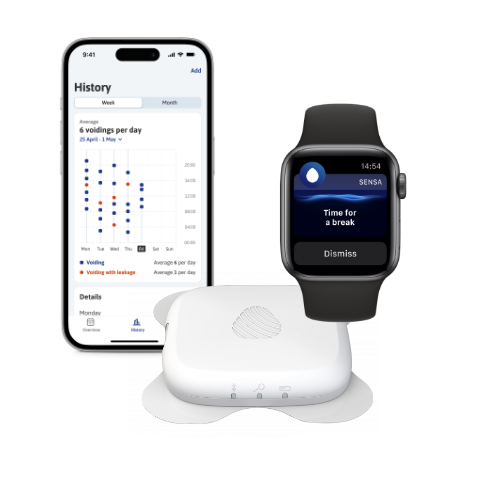 9:41
Add
History
Week
Month
Average
6 voidings per day
25 April - 1 May
20:00
16:00
12:00
08:00
04:00
00:00
Mon Tue Wed Thu Fri Sat Sun
Voiding
Average 6 per day
Voiding with leakage
Average 2 per day
Details
Monday
Overview
History
14:54
SENSA
Time for
a break
Dismiss